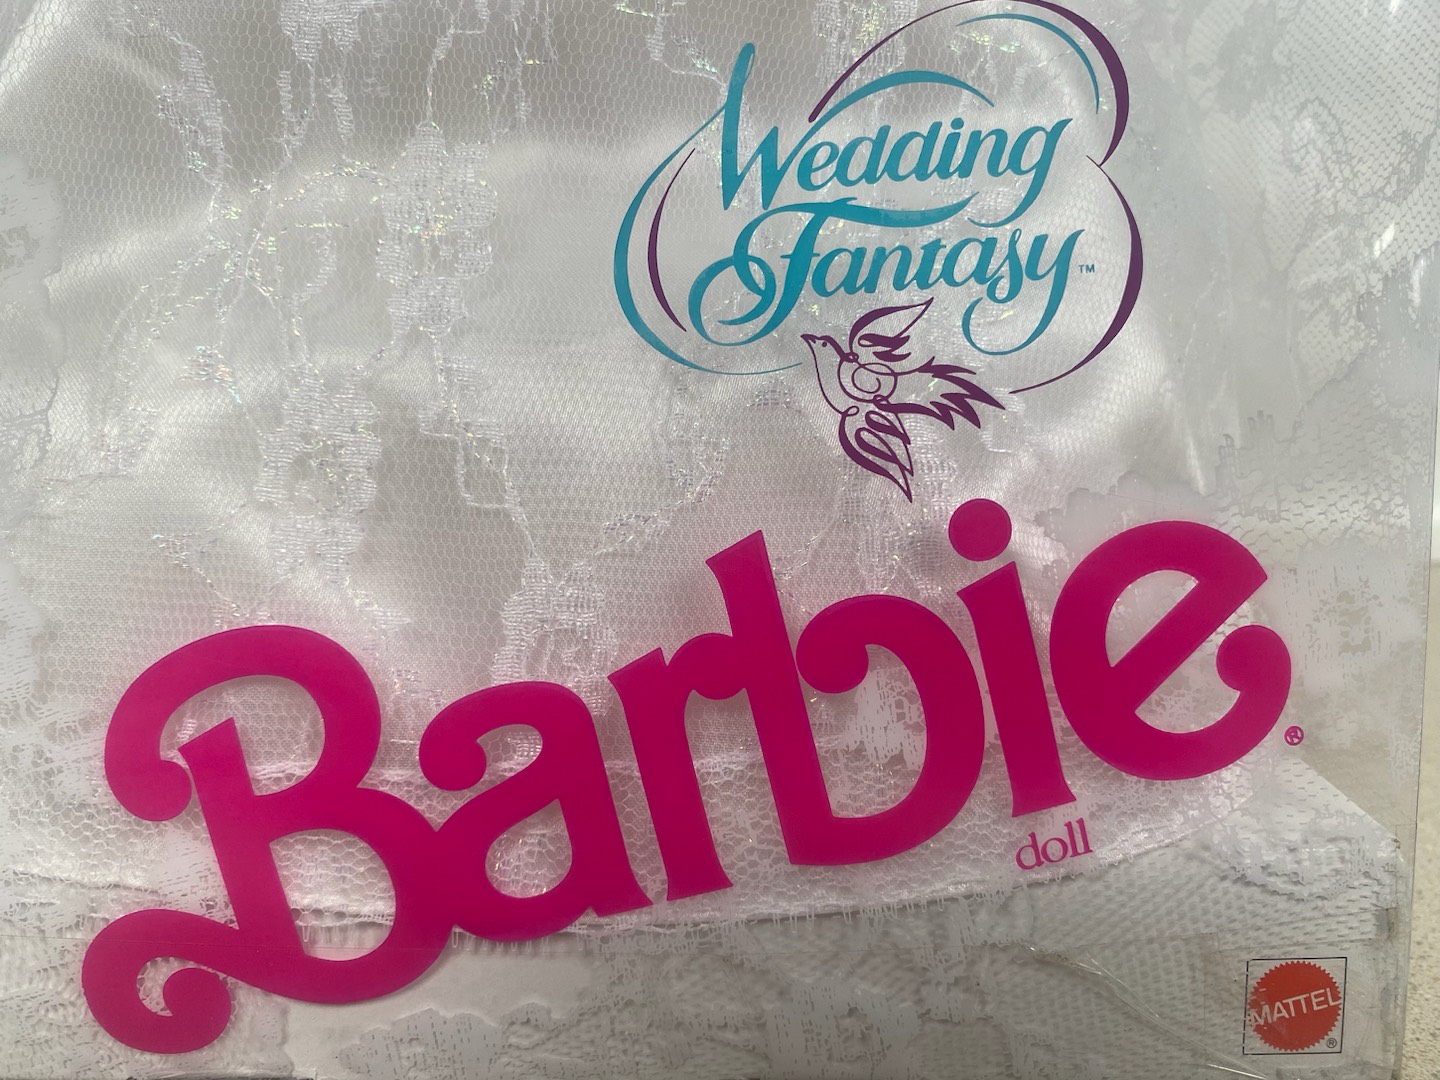 Wedding
Fantasy™
Barbie®
doll
MATTEL®